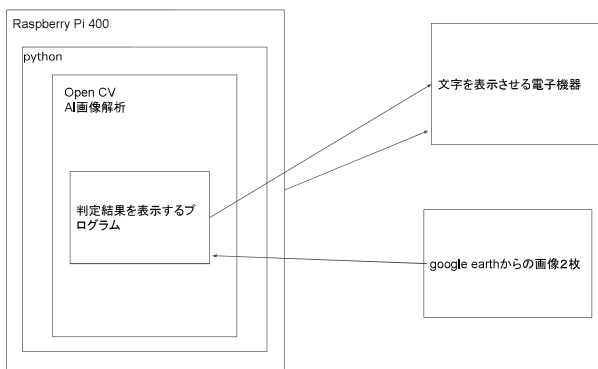 Raspberry Pi 400
python
Open CV
AI画像解析
判定結果を表示するプ
ログラム
文字を表示させる電子機器
google earthからの画像2枚